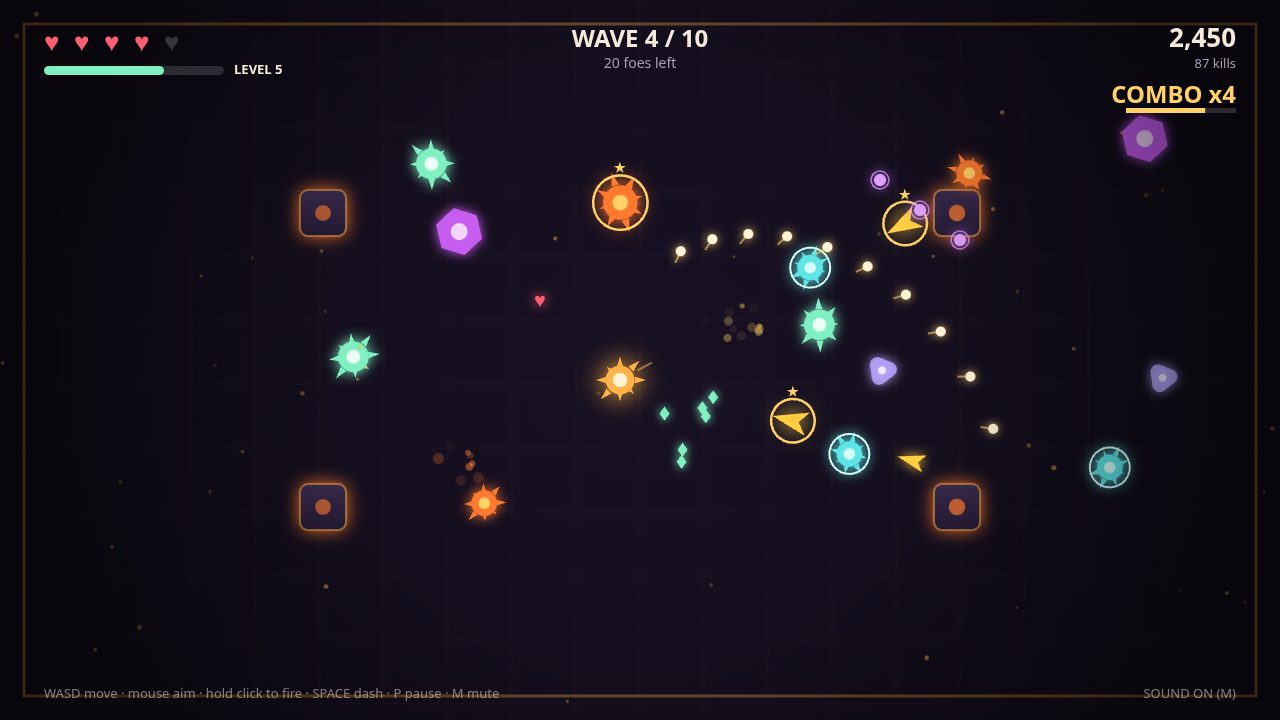 WAVE 4 / 10
20 foes left
2,450
87 kills
LEVEL 5
COMBO x4
WASD move · mouse aim · hold click to fire · SPACE dash · P pause · M mute
SOUND ON (M)